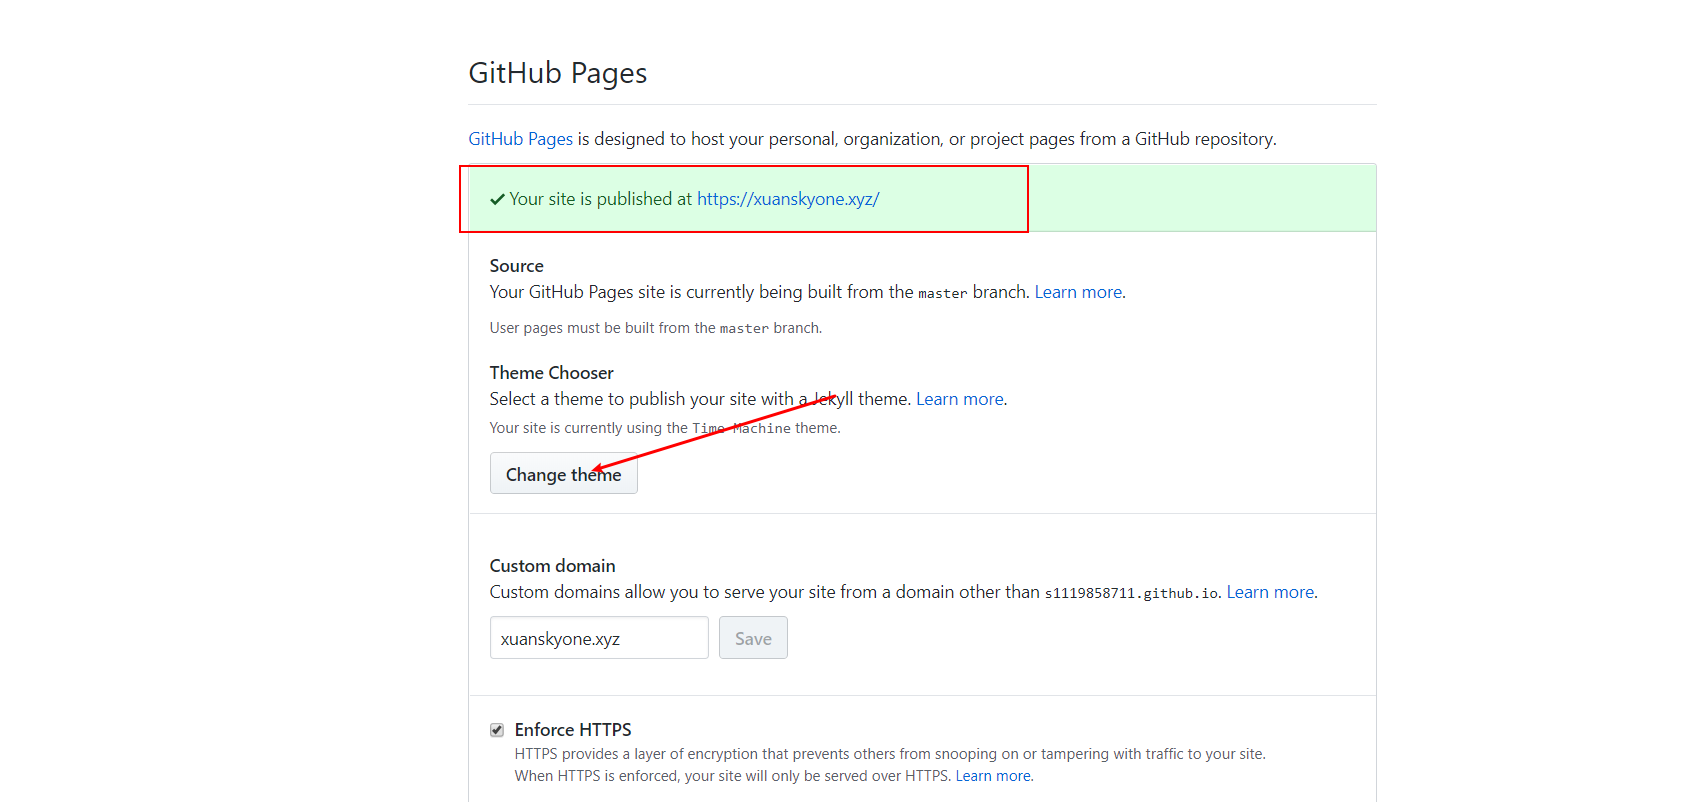 GitHub Pages
GitHub Pages is designed to host your personal, organization, or project pages from a GitHub repository.
Your site is published at https://xuanskyone.xyz/
Source
Your GitHub Pages site is currently being built from the master branch. Learn more.
User pages must be built from the master branch.
Theme Chooser
Select a theme to publish your site with a Jekyll theme. Learn more.
Your site is currently using the Time Machine theme.
Change theme
Custom domain
Custom domains allow you to serve your site from a domain other than s1119858711.github.io. Learn more.
xuanskyone.xyz Save
Enforce HTTPS
HTTPS provides a layer of encryption that prevents others from snooping on or tampering with traffic to your site.
When HTTPS is enforced, your site will only be served over HTTPS. Learn more.